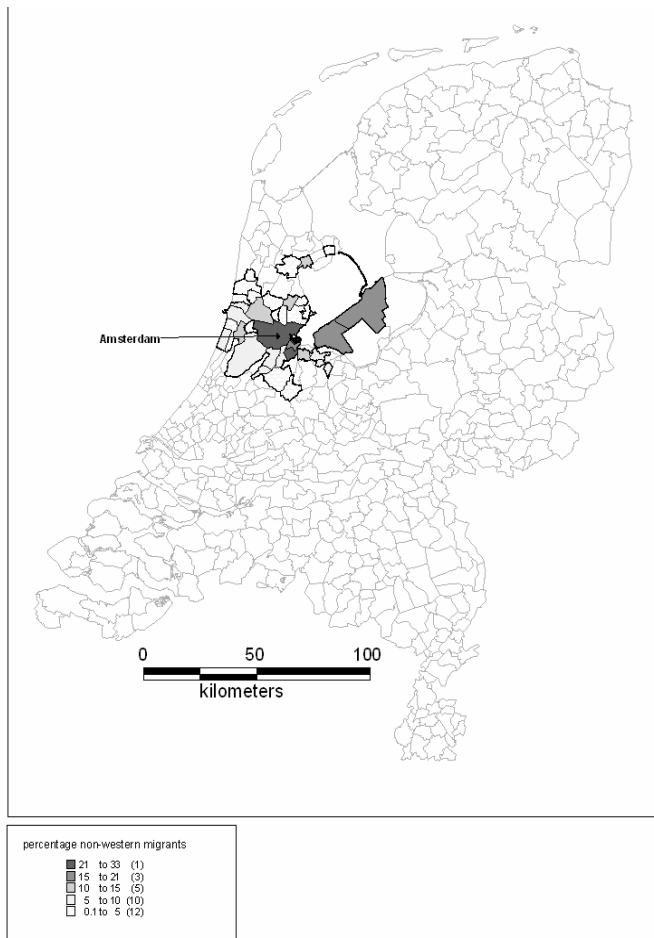 Amsterdam
0 50 100
kilometers
percentage non-western migrants
21 to 33 (1)
15 to 21 (3)
10 to 15 (5)
5 to 10 (10)
0.1 to 5 (12)